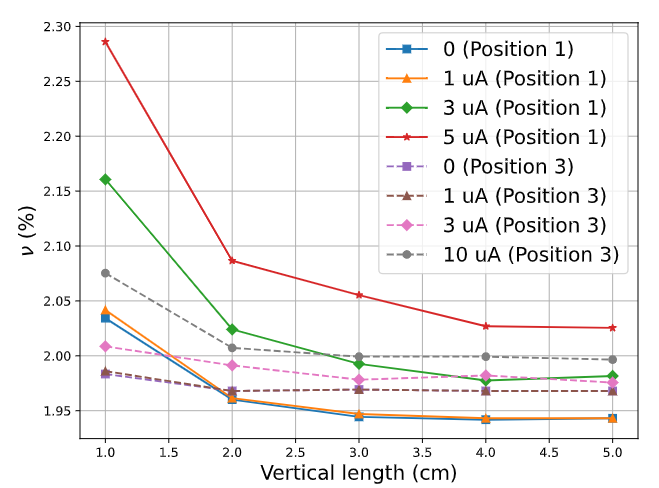 2.30
2.25
2.20
2.15
2.10
2.05
2.00
1.95
ν (%)
0 (Position 1)
1 uA (Position 1)
3 uA (Position 1)
5 uA (Position 1)
0 (Position 3)
1 uA (Position 3)
3 uA (Position 3)
10 uA (Position 3)
1.0 1.5 2.0 2.5 3.0 3.5 4.0 4.5 5.0
Vertical length (cm)